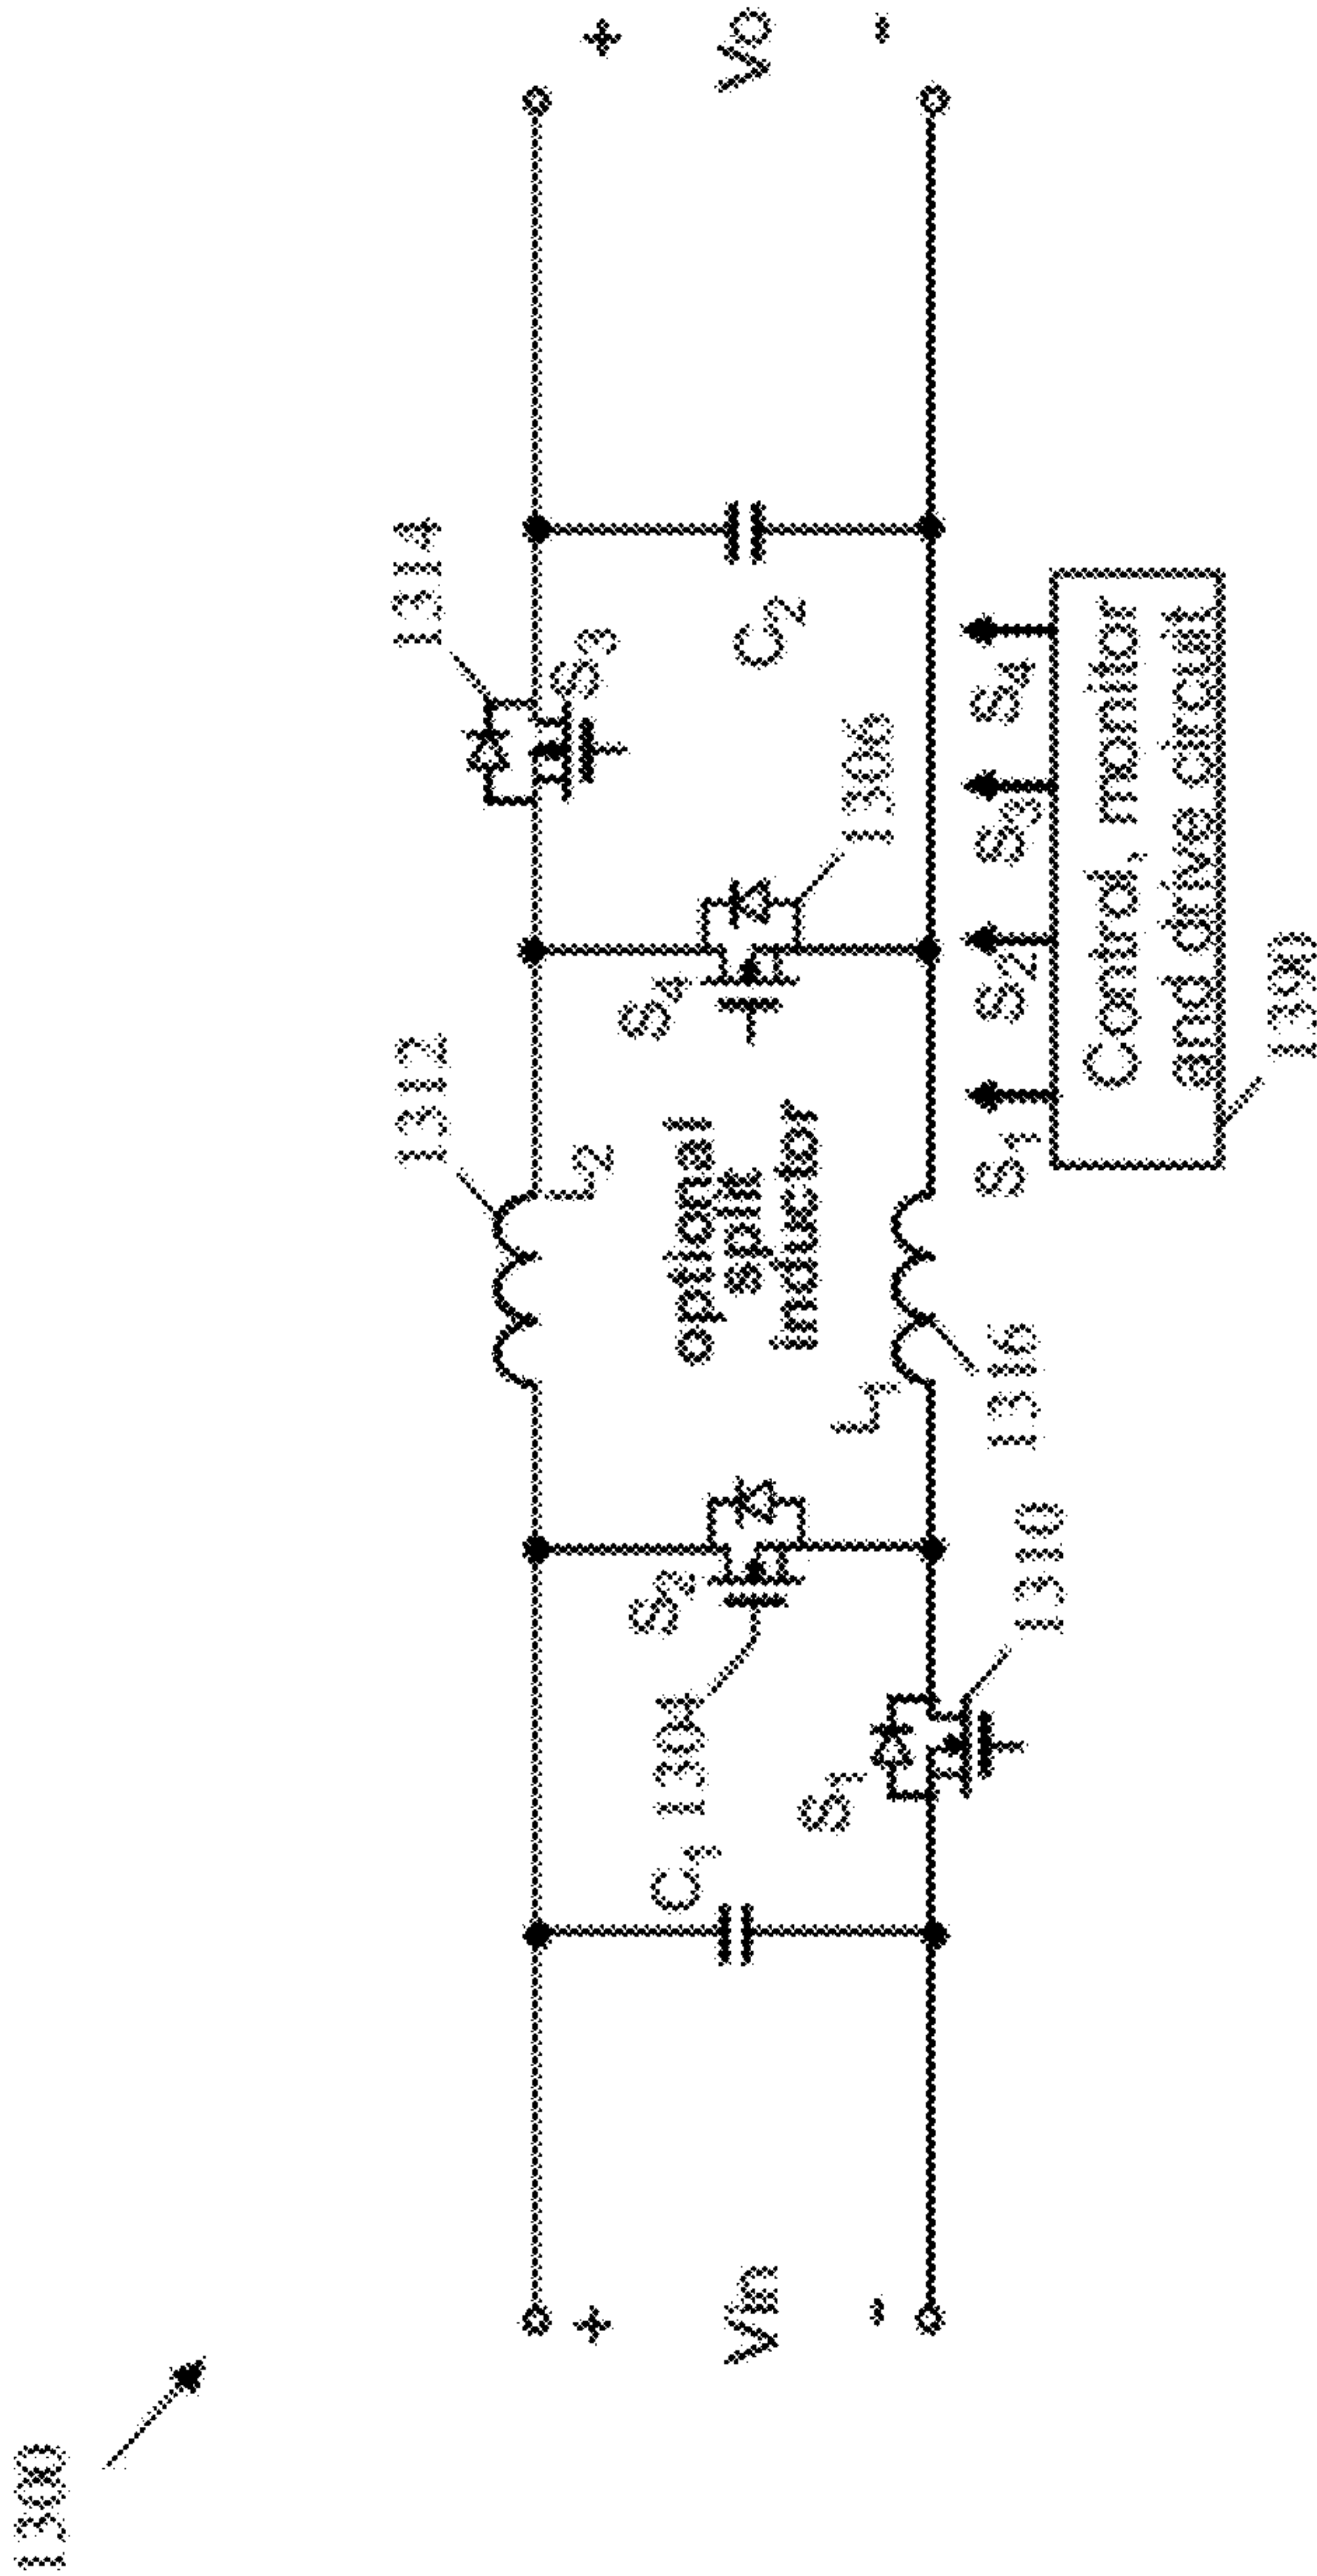 1300
+
Vin
-
C1
1304
S2
S1
1310
1312
L2
optional
split
inductor
L1
1316
S4
1306
1314
S3
C2
+
Vo
-
S1 S2 S3 S4
Control, monitor
and drive circuit
1390